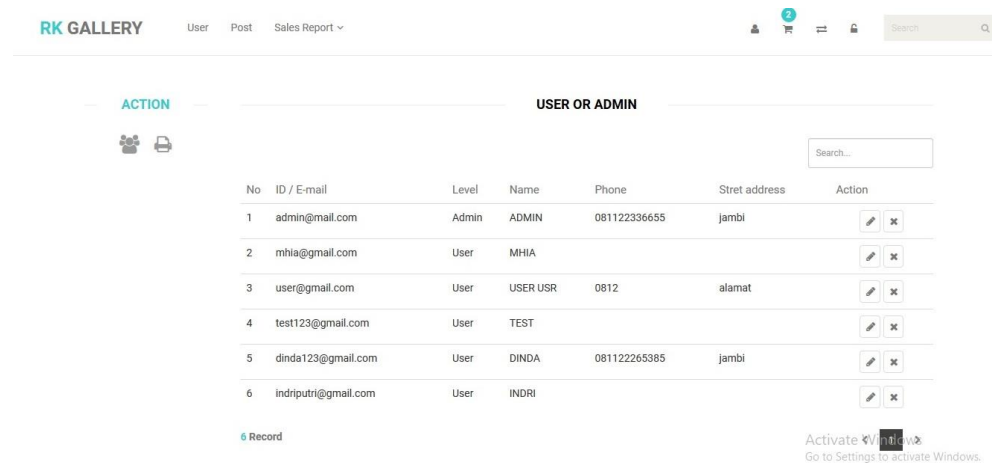 RK GALLERY User Post Sales Report 2 Search
ACTION USER OR ADMIN
Search...
No ID / E-mail Level Name Phone Stret address Action
1 admin@mail.com Admin ADMIN 081122336655 jambi
2 mhia@gmail.com User MHIA
3 user@gmail.com User USER USR 0812 alamat
4 test123@gmail.com User TEST
5 dinda123@gmail.com User DINDA 081122265385 jambi
6 indriputri@gmail.com User INDRI
6 Record 1
Activate Windows
Go to Settings to activate Windows.